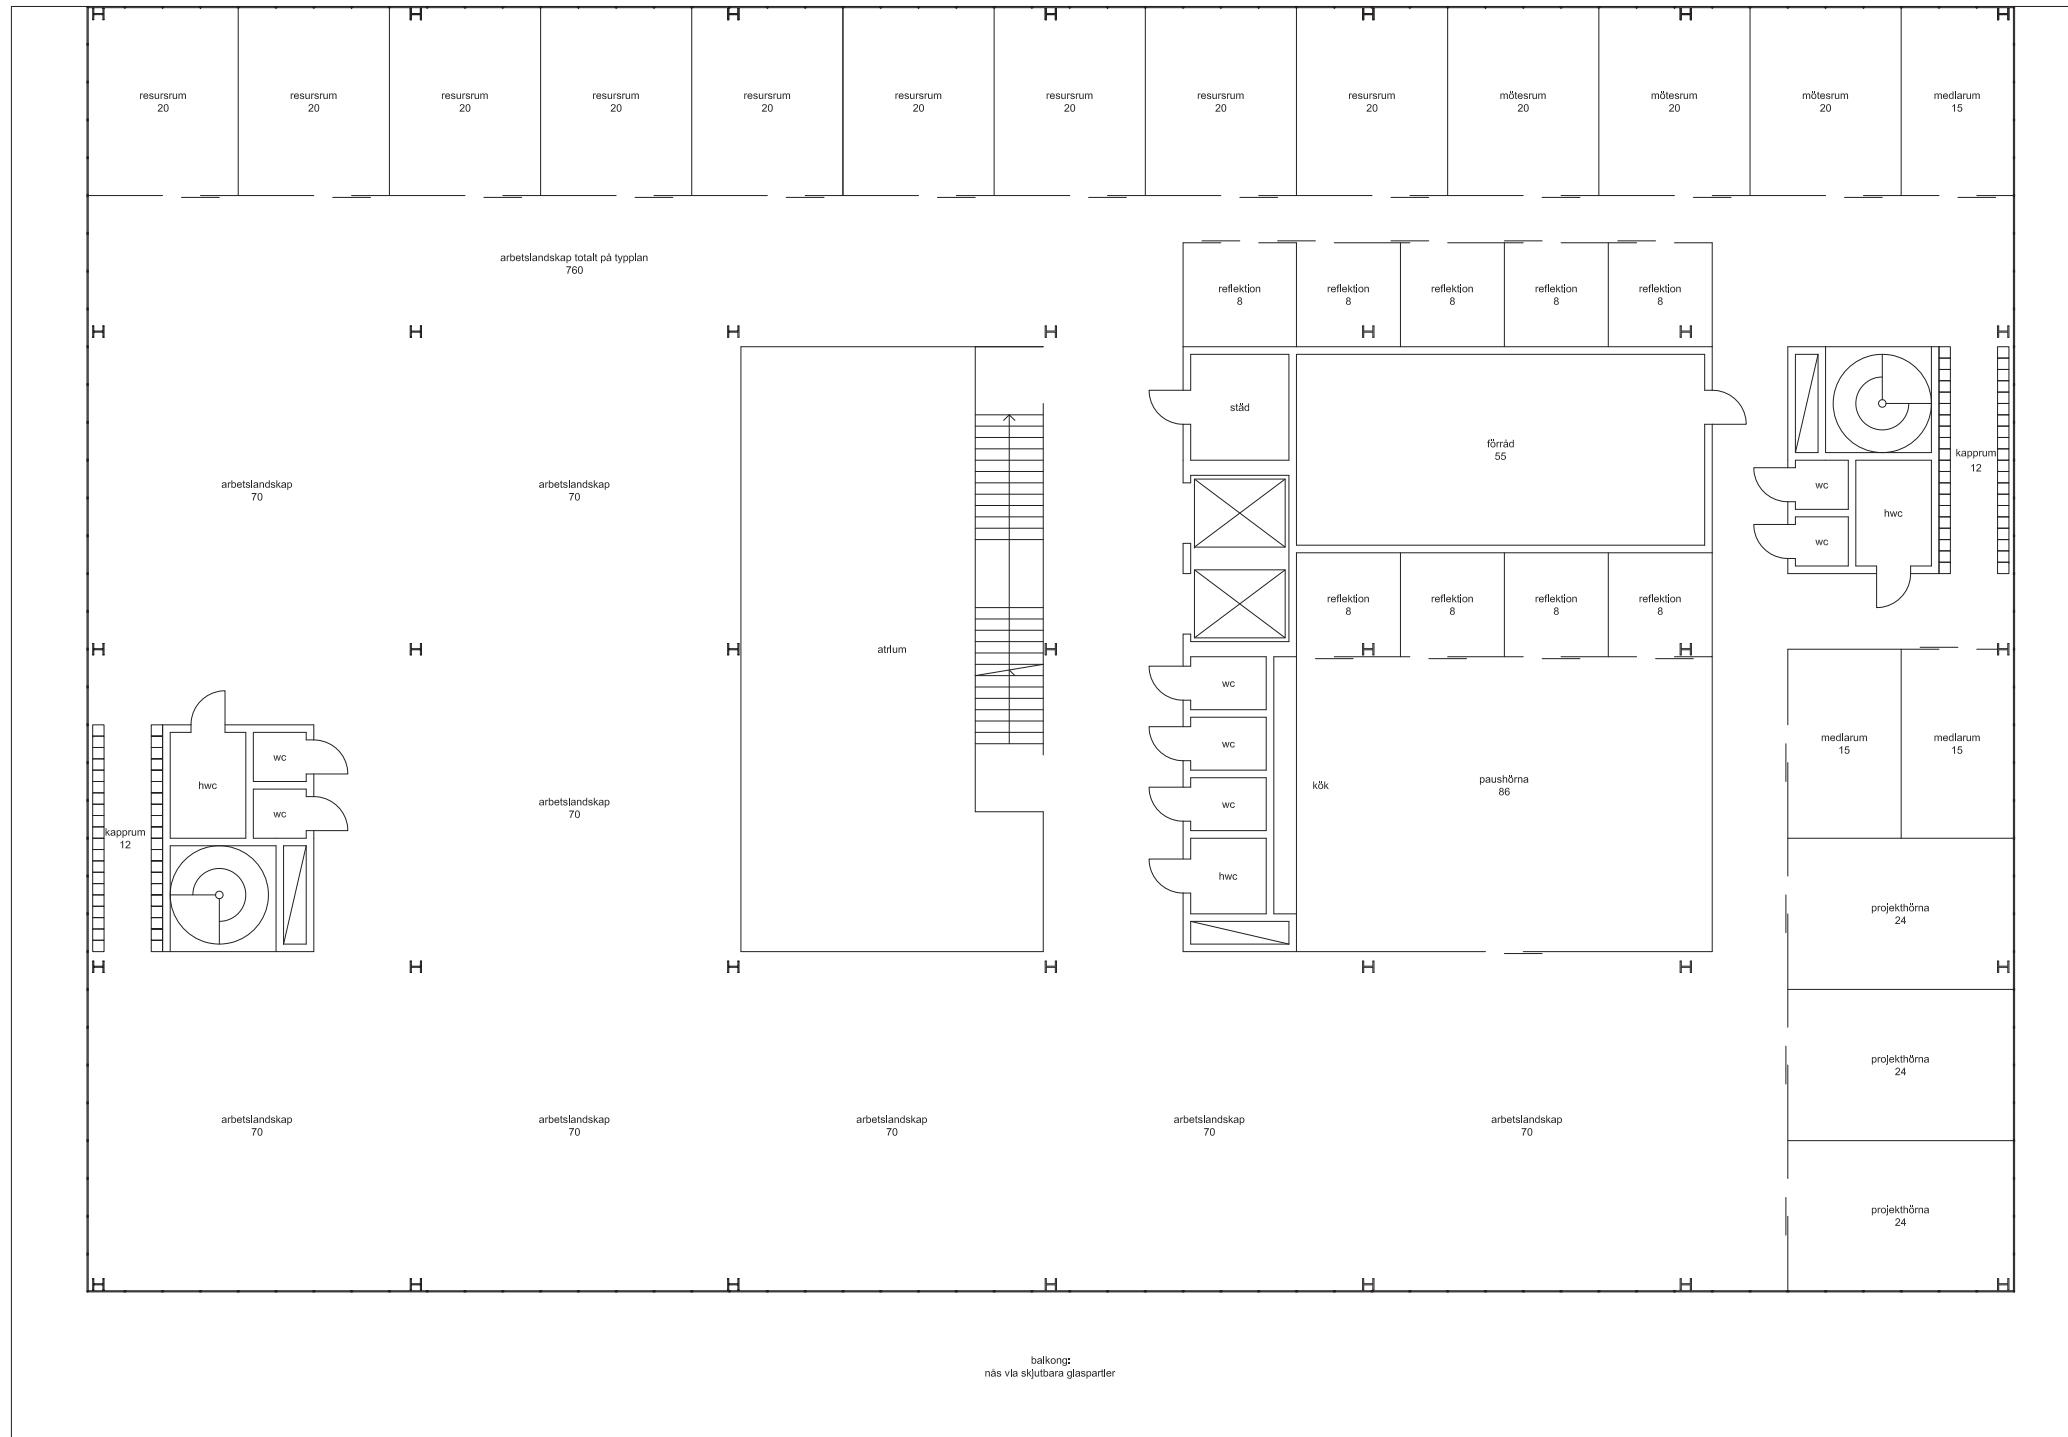 resursrum
20
resursrum
20
resursrum
20
resursrum
20
resursrum
20
resursrum
20
resursrum
20
resursrum
20
resursrum
20
mötesrum
20
mötesrum
20
mötesrum
20
mediarum
15
arbetslandskap totalt på typplan
760
reflektion
8
reflektion
8
reflektion
8
reflektion
8
reflektion
8
städ
förråd
55
kapprum
12
wc
hwc
wc
arbetslandskap
70
arbetslandskap
70
reflektion
8
reflektion
8
reflektion
8
reflektion
8
atrium
wc
wc
wc
hwc
kök
paushörna
86
mediarum
15
mediarum
15
hwc
wc
wc
kapprum
12
arbetslandskap
70
projekthörna
24
projekthörna
24
projekthörna
24
arbetslandskap
70
arbetslandskap
70
arbetslandskap
70
arbetslandskap
70
arbetslandskap
70
balkong:
nås via skjutbara glaspartier